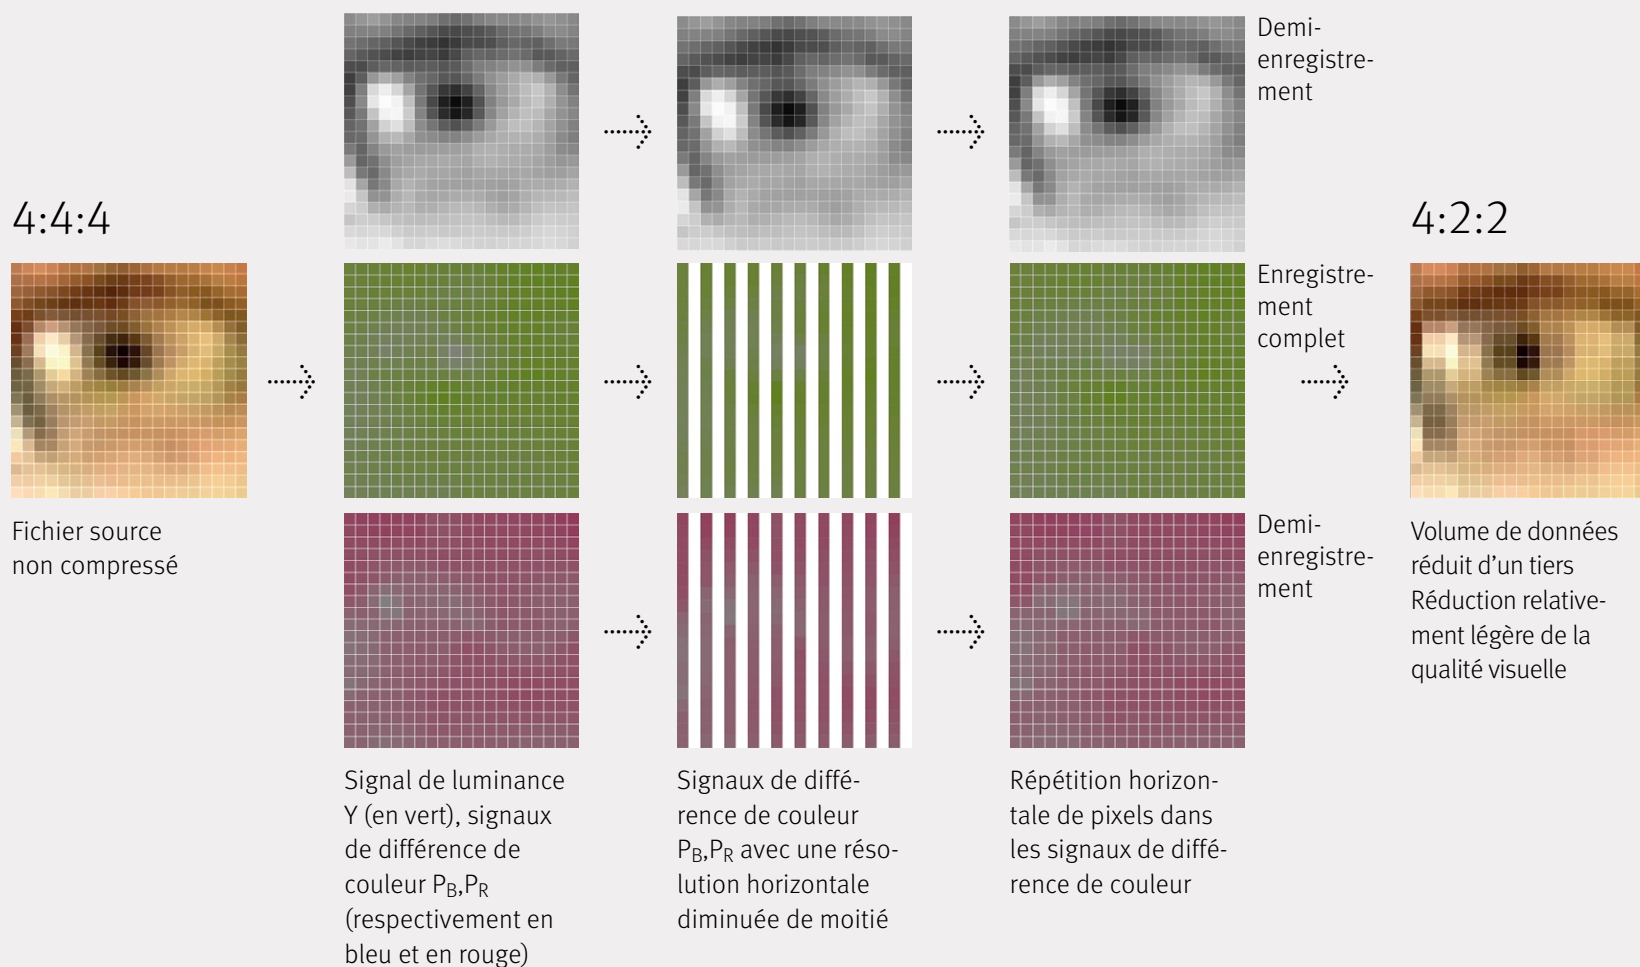 4:4:4
Fichier source
non compressé
Signal de luminance
Y (en vert), signaux
de différence de
couleur PB,PR
(respectivement en
bleu et en rouge)
Signaux de diffé-
rence de couleur
PB,PR avec une réso-
lution horizontale
diminuée de moitié
Répétition horizon-
tale de pixels dans
les signaux de diffé-
rence de couleur
Demi-
enregistre-
ment
Enregistre-
ment
complet
Demi-
enregistre-
ment
4:2:2
Volume de données
réduit d’un tiers
Réduction relative-
ment légère de la
qualité visuelle